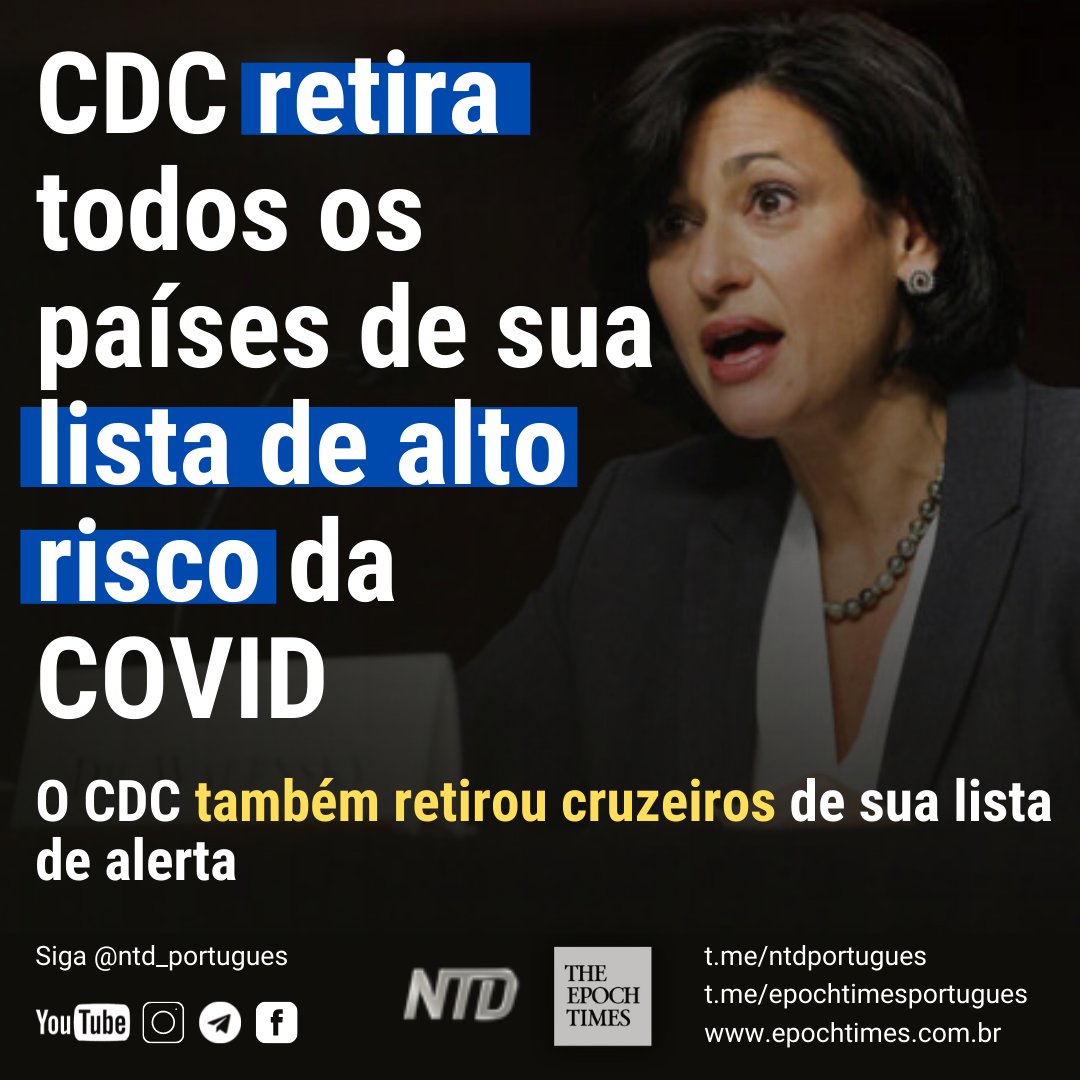 CDC retira
todos os
países de sua
lista de alto
risco da
COVID
O CDC também retirou cruzeiros de sua lista
de alerta
Siga @ntd_portugues
YouTube
NTD
THE
EPOCH
TIMES
t.me/ntdportugues
t.me/epochtimesportugues
www.epochtimes.com.br